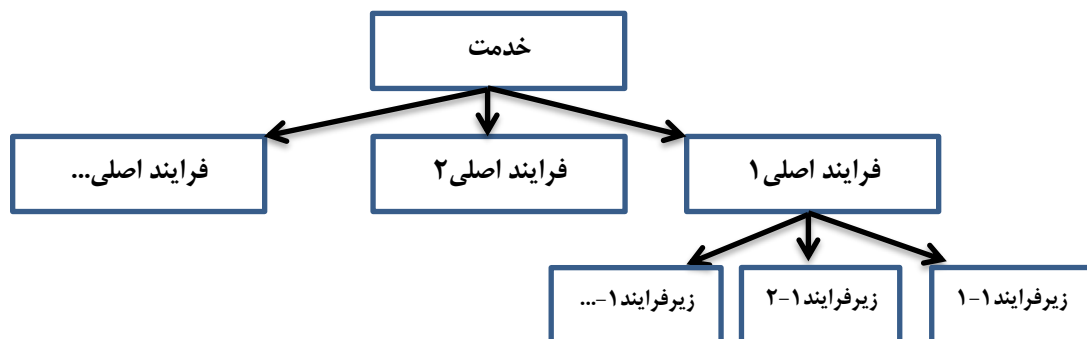 خدمت
فرایند اصلی۱
فرایند اصلی۲
فرایند اصلی...
زیرفرایند۱-۱
زیرفرایند۱-۲
زیرفرایند۱-...